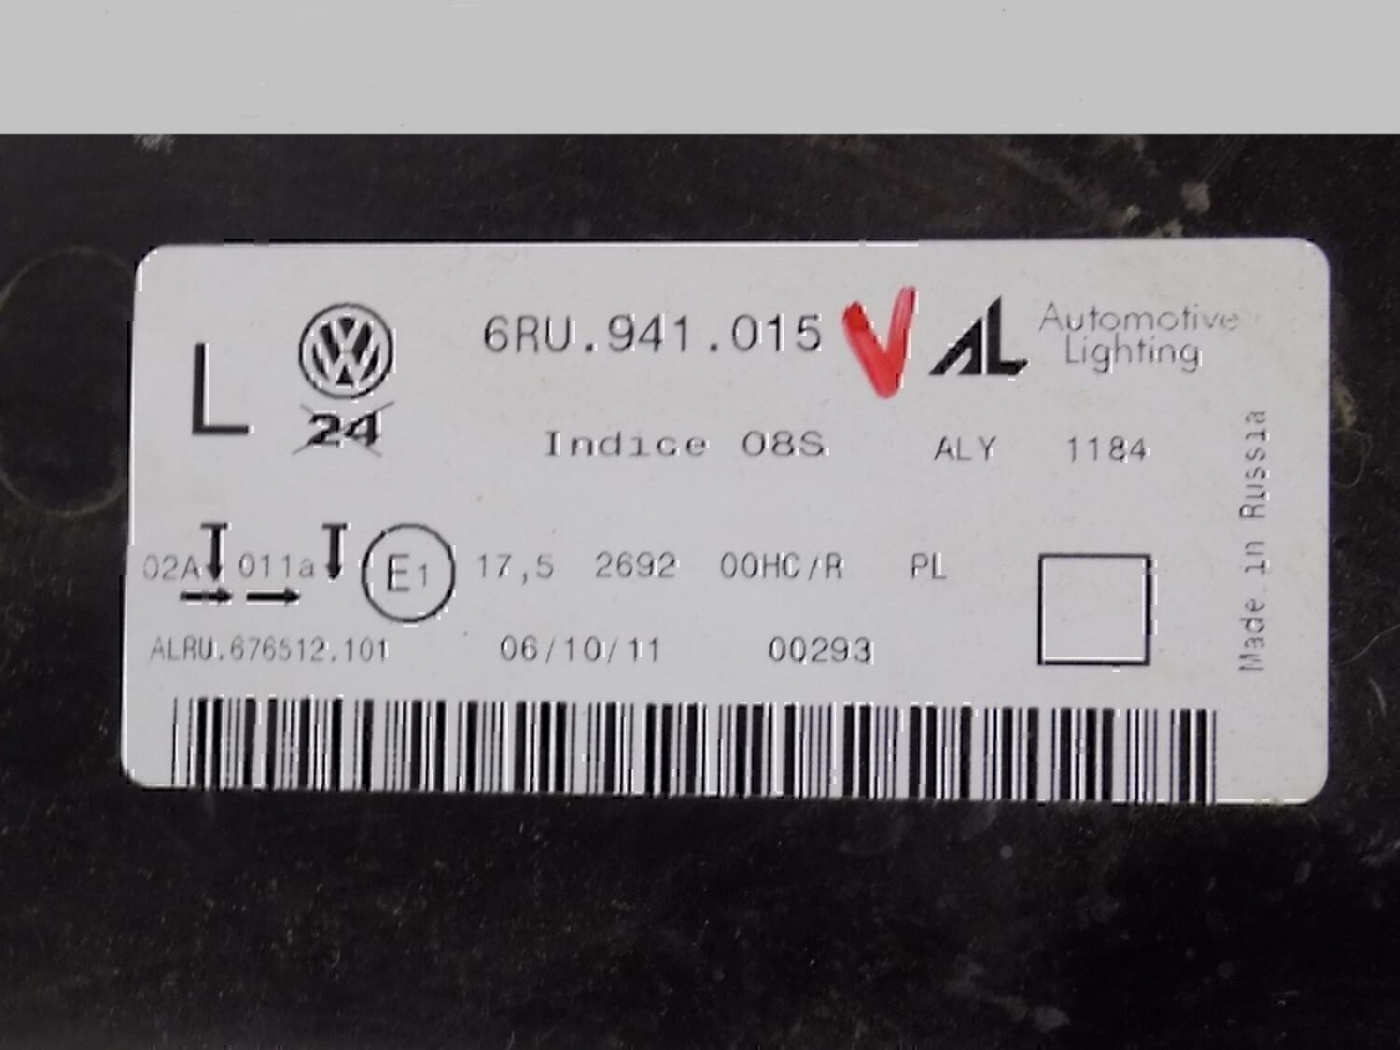 L
6RU.941.015
Automotive
Lighting
24
Indice 08S ALY 1184
02A 011a E1 17,5 2692 00HC/R PL
ALRU.676512.101 06/10/11 00293
Made in Russia